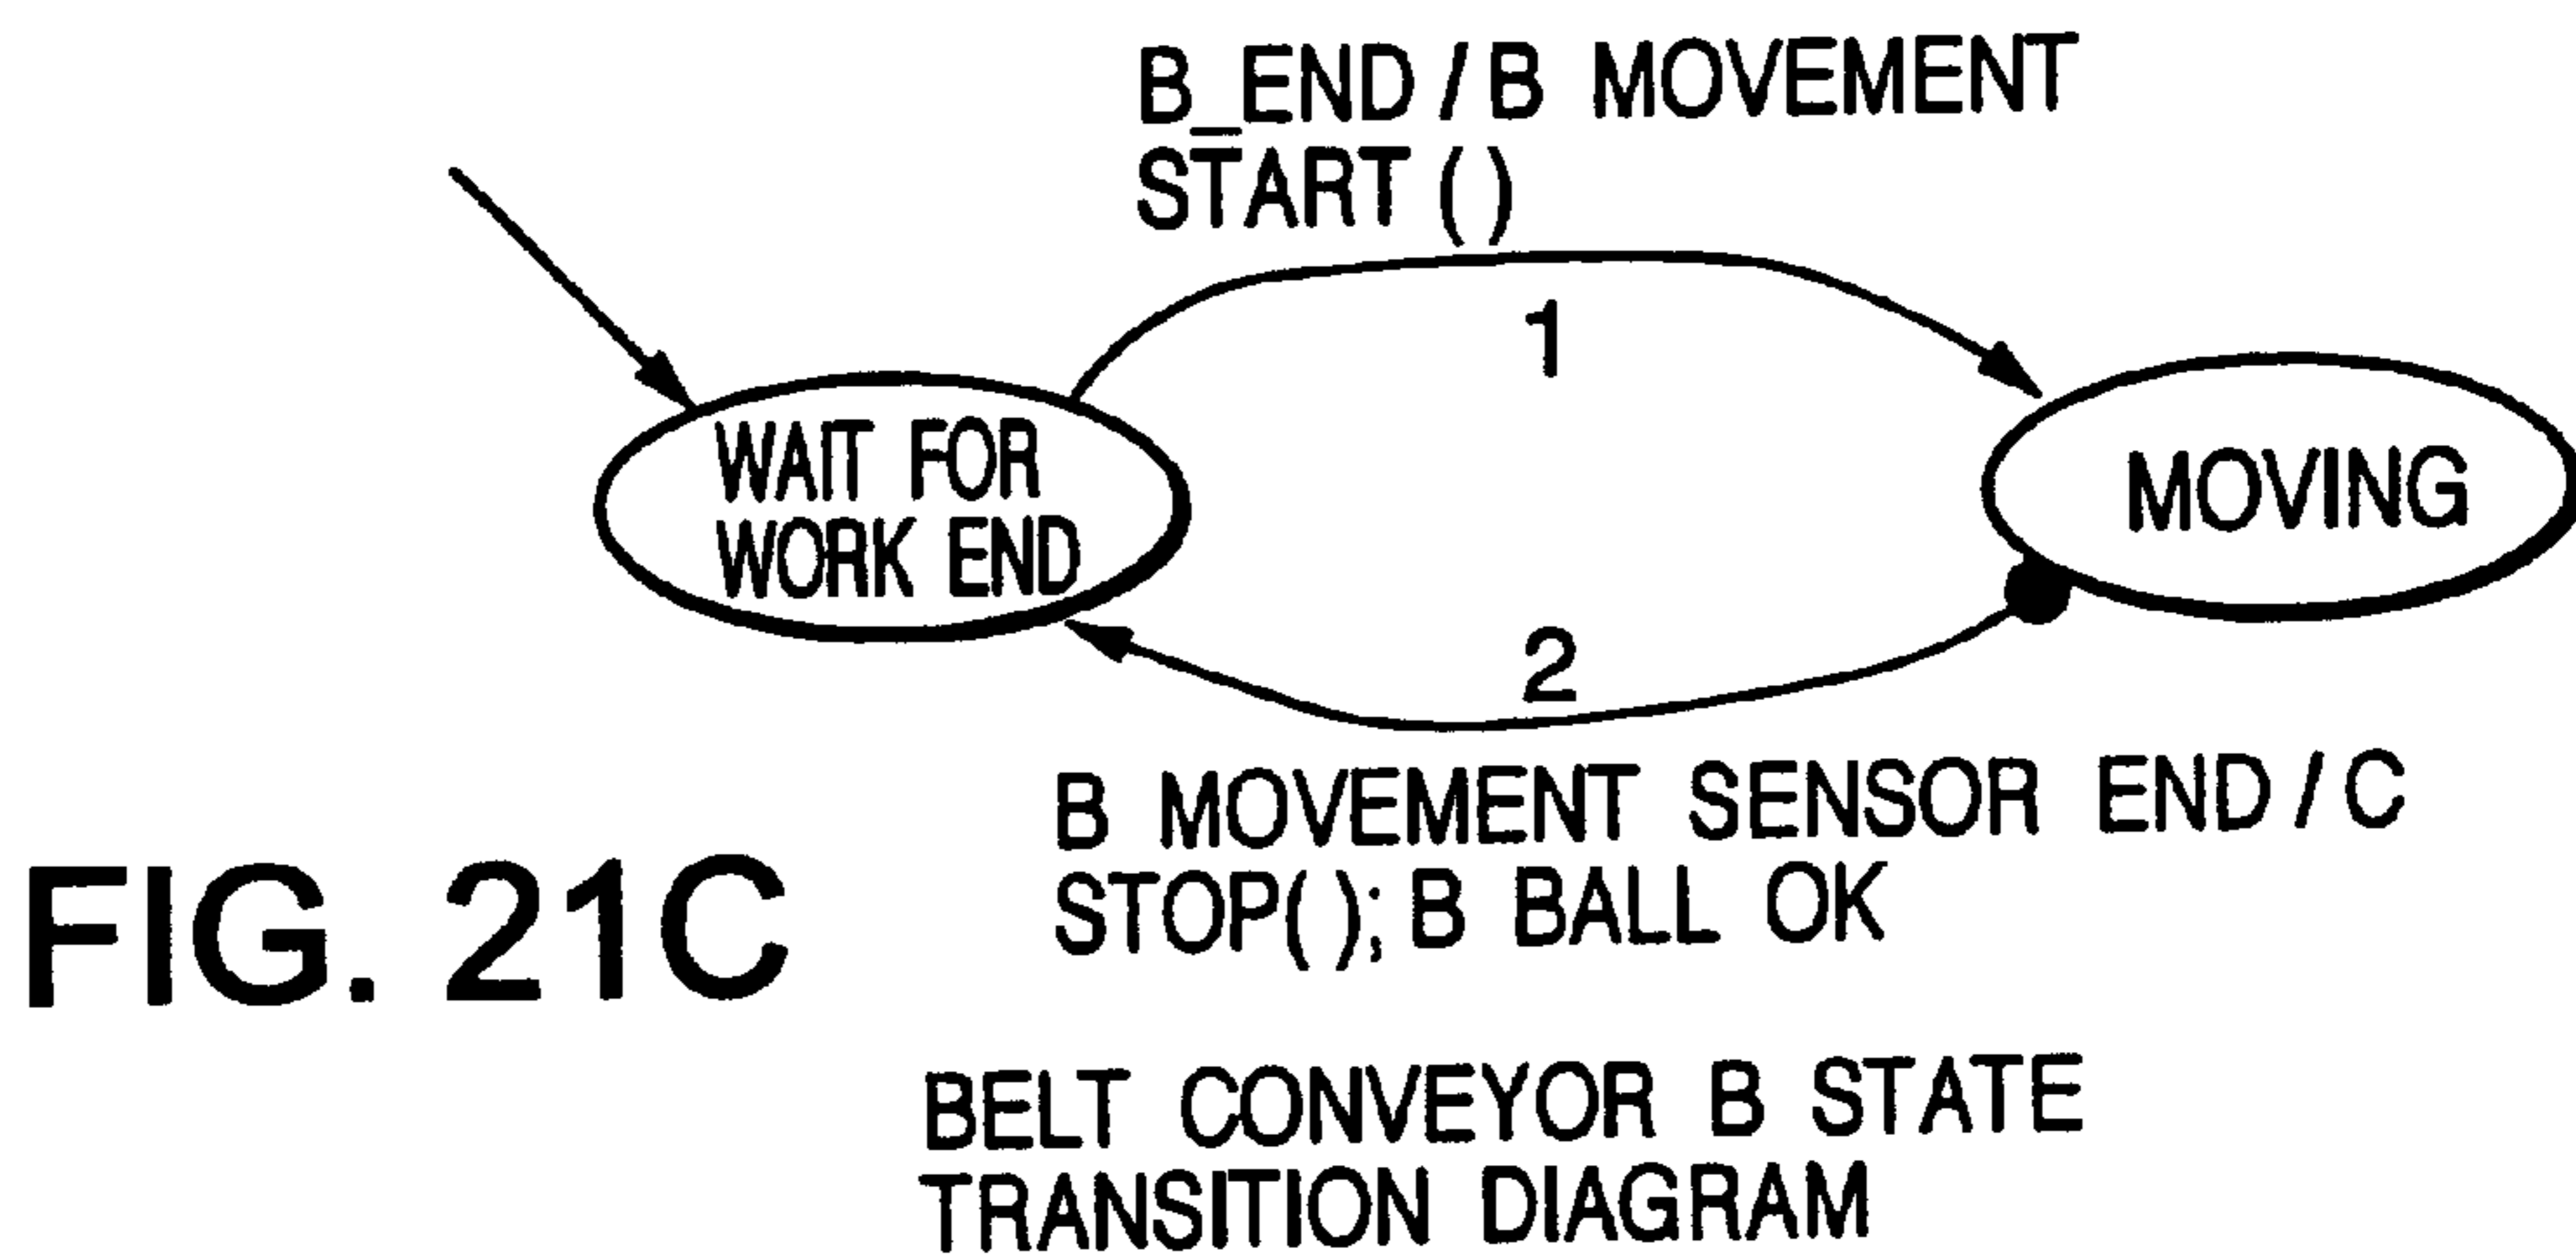 B_END / B MOVEMENT
START ( )
1
WAIT FOR
WORK END
MOVING
2
B MOVEMENT SENSOR END / C
STOP( ); B BALL OK
FIG. 21C
BELT CONVEYOR B STATE
TRANSITION DIAGRAM